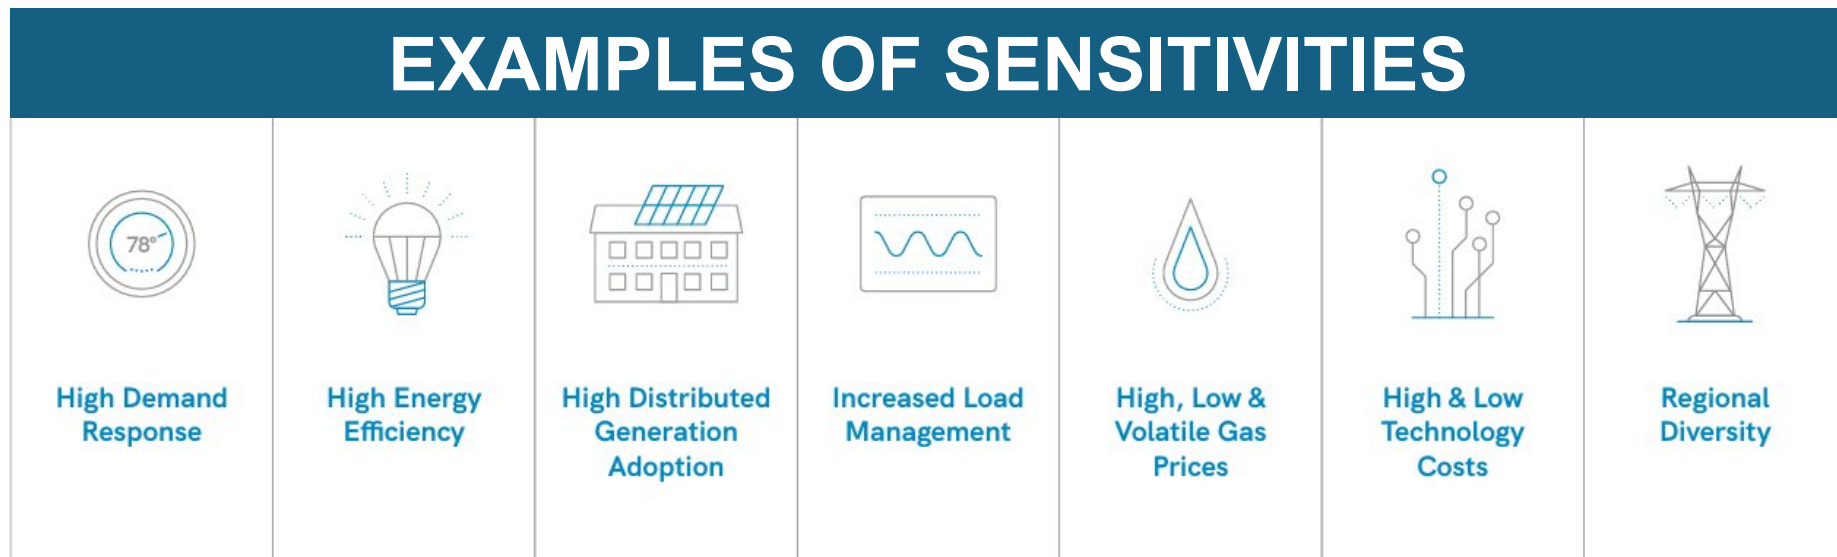 EXAMPLES OF SENSITIVITIES
78°
High Demand
Response
High Energy
Efficiency
High Distributed
Generation
Adoption
Increased Load
Management
High, Low &
Volatile Gas
Prices
High & Low
Technology
Costs
Regional
Diversity